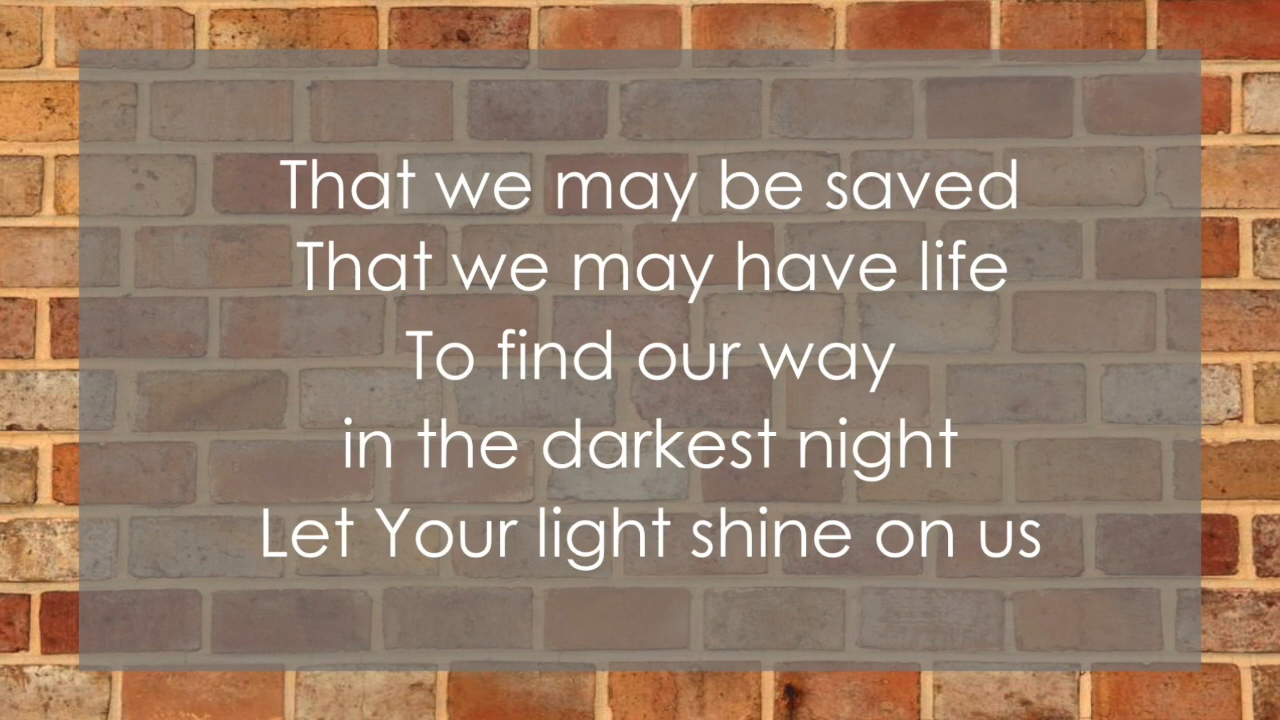 That we may be saved
That we may have life
To find our way
in the darkest night
Let Your light shine on us